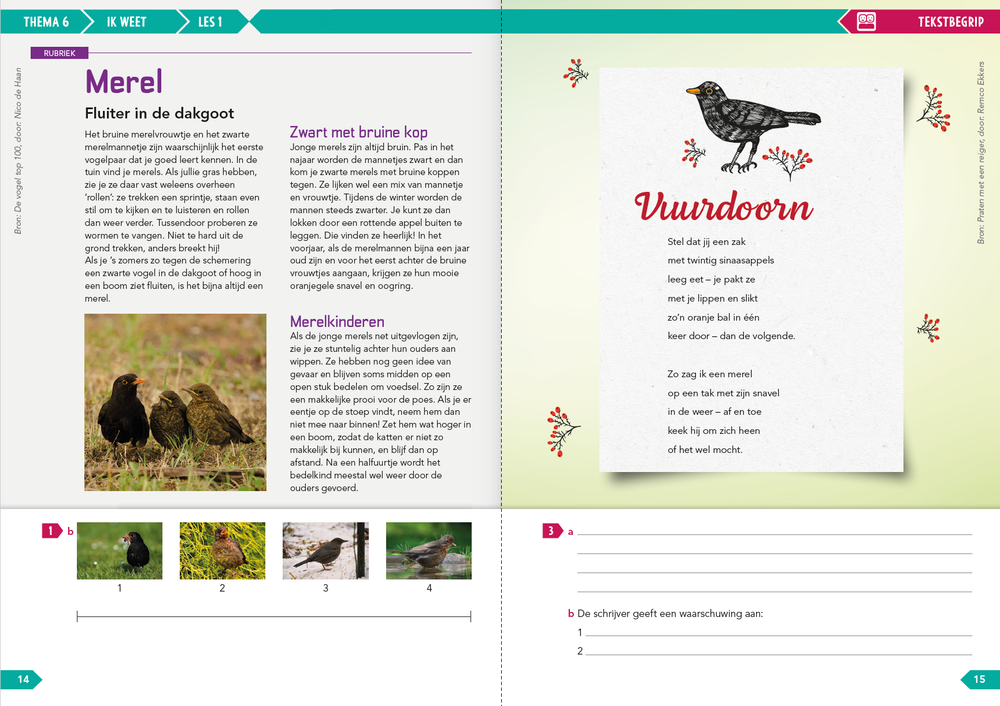 THEMA 6
IK WEET
LES 1
TEKSTBEGRIP
RUBRIEK
Bron: De vogel top 100, door: Nico de Haan
Merel
Fluiter in de dakgoot
Het bruine merelvrouwtje en het zwarte
merelmannetje zijn waarschijnlijk het eerste
vogelpaar dat je goed leert kennen. In de
tuin vind je merels. Als jullie gras hebben,
zie je ze daar vast weleens overheen
‘rollen’: ze trekken een sprintje, staan even
stil om te kijken en te luisteren en rollen
dan weer verder. Tussendoor proberen ze
wormen te vangen. Niet te hard uit de
grond trekken, anders breekt hij!
Als je ’s zomers zo tegen de schemering
een zwarte vogel in de dakgoot of hoog in
een boom ziet fluiten, is het bijna altijd een
merel.
Zwart met bruine kop
Jonge merels zijn altijd bruin. Pas in het
najaar worden de mannetjes zwart en dan
kom je zwarte merels met bruine koppen
tegen. Ze lijken wel een mix van mannetje
en vrouwtje. Tijdens de winter worden de
mannen steeds zwarter. Je kunt ze dan
lokken door een rottende appel buiten te
leggen. Die vinden ze heerlijk! In het
voorjaar, als de merelmannen bijna een jaar
oud zijn en voor het eerst achter de bruine
vrouwtjes aangaan, krijgen ze hun mooie
oranjegele snavel en oogring.
Merelkinderen
Als de jonge merels net uitgevlogen zijn,
zie je ze stuntelig achter hun ouders aan
wippen. Ze hebben nog geen idee van
gevaar en blijven soms midden op een
open stuk bedelen om voedsel. Zo zijn ze
een makkelijke prooi voor de poes. Als je er
eentje op de stoep vindt, neem hem dan
niet mee naar binnen! Zet hem wat hoger in
een boom, zodat de katten er niet zo
makkelijk bij kunnen, en blijf dan op
afstand. Na een halfuurtje wordt het
bedelkind meestal wel weer door de
ouders gevoerd.
1 b
1
2
3
4
14
Bron: Praten met een reiger, door: Remco Ekkers
Vuurdoorn
Stel dat jij een zak
met twintig sinaasappels
leeg eet – je pakt ze
met je lippen en slikt
zo’n oranje bal in één
keer door – dan de volgende.
Zo zag ik een merel
op een tak met zijn snavel
in de weer – af en toe
keek hij om zich heen
of het wel mocht.
3 a
b De schrijver geeft een waarschuwing aan:
1
2
15